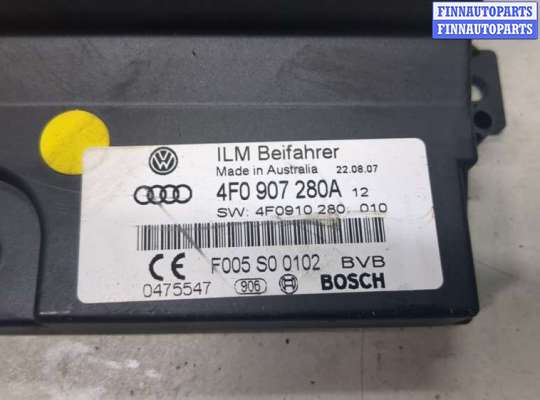 FINNAUTOPARTS
FINNAUTOPARTS
ILM Beifahrer
Made in Australia 22.08.07
4F0 907 280A 12
SW: 4F0910 280 010
F005 S0 0102 BVB
0475547 906 BOSCH